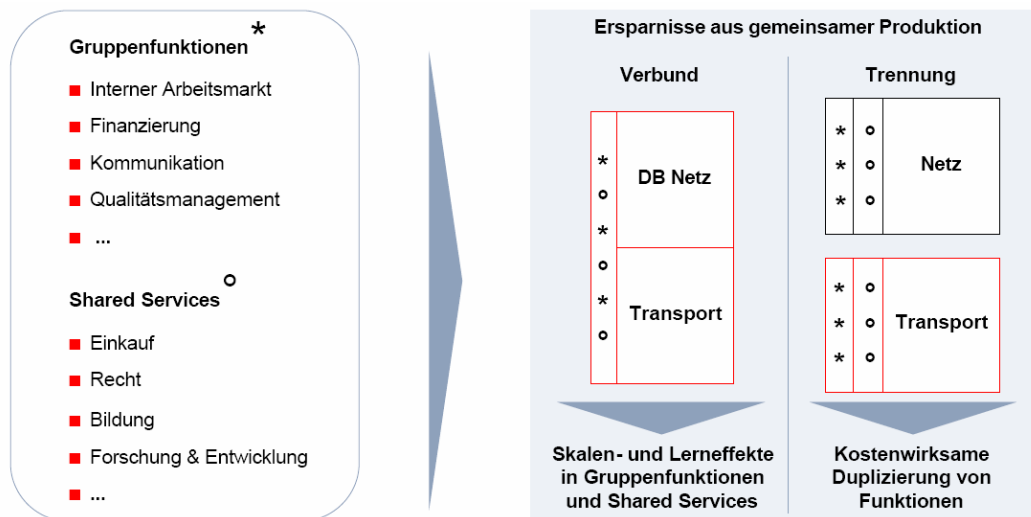 Gruppenfunktionen *
Interner Arbeitsmarkt
Finanzierung
Kommunikation
Qualitätsmanagement
...
Shared Services °
Einkauf
Recht
Bildung
Forschung & Entwicklung
...
Ersparnisse aus gemeinsamer Produktion
Verbund
*
°
*
°
*
°
DB Netz
Transport
Skalen- und Lerneffekte
in Gruppenfunktionen
und Shared Services
Trennung
* °
* °
* °
Netz
* °
* °
* °
Transport
Kostenwirksame
Duplizierung von
Funktionen